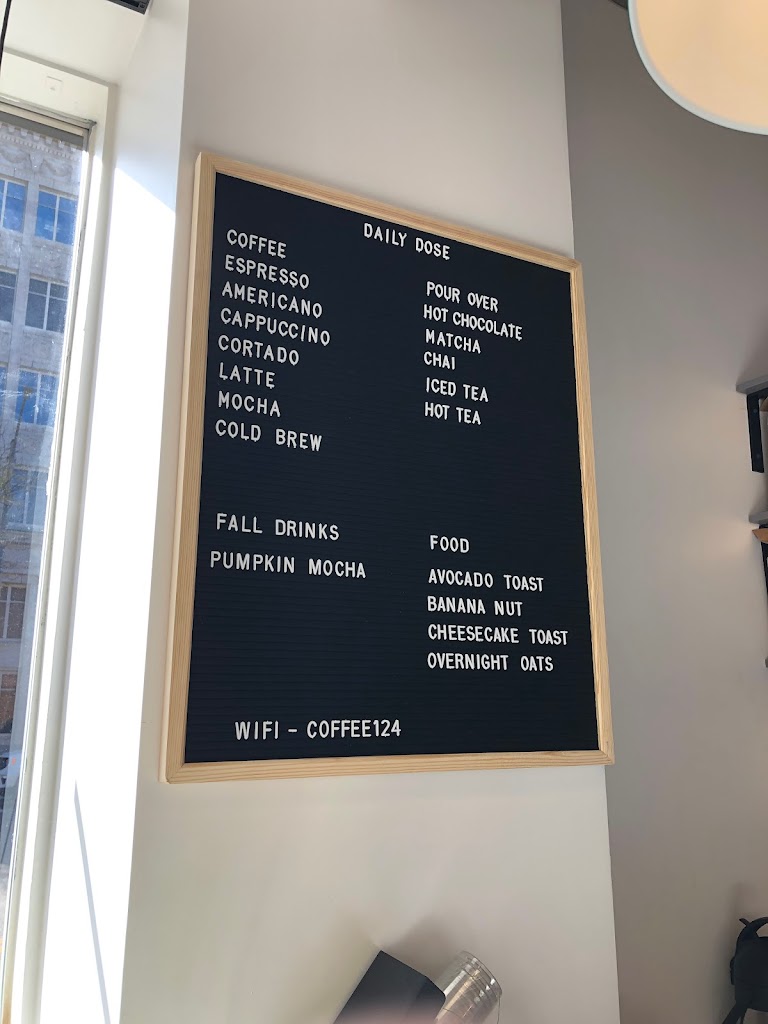 DAILY DOSE
COFFEE
ESPRESSO
AMERICANO
CAPPUCCINO
CORTADO
LATTE
MOCHA
COLD BREW
POUR OVER
HOT CHOCOLATE
MATCHA
CHAI
ICED TEA
HOT TEA
FALL DRINKS
PUMPKIN MOCHA
FOOD
AVOCADO TOAST
BANANA NUT
CHEESECAKE TOAST
OVERNIGHT OATS
WIFI - COFFEE124